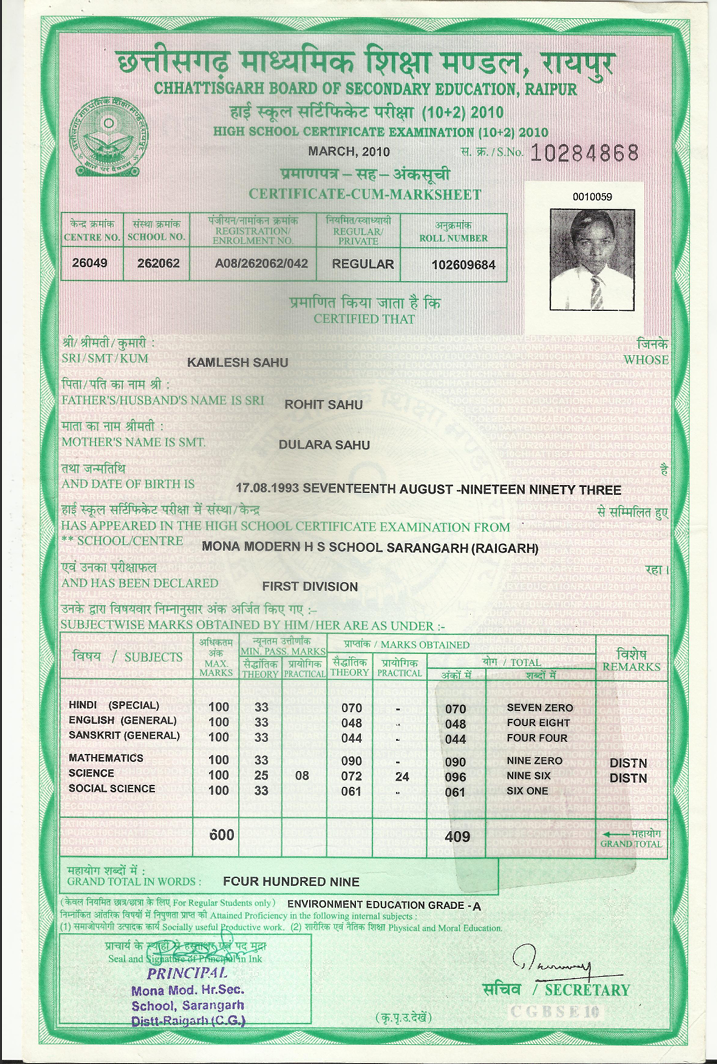 छत्तीसगढ़ माध्यमिक शिक्षा मण्डल, रायपुर
CHHATTISGARH BOARD OF SECONDARY EDUCATION, RAIPUR
हाई स्कूल सर्टिफिकेट परीक्षा (10+2) 2010
HIGH SCHOOL CERTIFICATE EXAMINATION (10+2) 2010
MARCH, 2010 स. क्र./S.No. 10284868
प्रमाणपत्र – सह – अंकसूची
CERTIFICATE-CUM-MARKSHEET
0010059
केन्द्र क्रमांक संस्था क्रमांक पंजीयन/नामांकन क्रमांक नियमित/स्वाध्यायी अनुक्रमांक
CENTRE NO. SCHOOL NO. REGISTRATION/ ENROLMENT NO. REGULAR/ PRIVATE ROLL NUMBER
26049 262062 A08/262062/042 REGULAR 102609684
प्रमाणित किया जाता है कि
CERTIFIED THAT
श्री/श्रीमती/कुमारी : जिनके
SRI/SMT/KUM KAMLESH SAHU WHOSE
पिता/पति का नाम श्री :
FATHER'S/HUSBAND'S NAME IS SRI ROHIT SAHU
माता का नाम श्रीमती :
MOTHER'S NAME IS SMT. DULARA SAHU
तथा जन्मतिथि है
AND DATE OF BIRTH IS 17.08.1993 SEVENTEENTH AUGUST -NINETEEN NINETY THREE
हाई स्कूल सर्टिफिकेट परीक्षा में संस्था/केन्द्र से सम्मिलित हुए
HAS APPEARED IN THE HIGH SCHOOL CERTIFICATE EXAMINATION FROM
** SCHOOL/CENTRE MONA MODERN H S SCHOOL SARANGARH (RAIGARH)
एवं उनका परीक्षाफल रहा।
AND HAS BEEN DECLARED FIRST DIVISION
उनके द्वारा विषयवार निम्नानुसार अंक अर्जित किए गए :–
SUBJECTWISE MARKS OBTAINED BY HIM/HER ARE AS UNDER :-
विषय / SUBJECTS अधिकतम अंक MAX. MARKS न्यूनतम उत्तीर्णांक MIN. PASS. MARKS प्राप्तांक / MARKS OBTAINED विशेष REMARKS
सैद्धांतिक THEORY प्रायोगिक PRACTICAL सैद्धांतिक THEORY प्रायोगिक PRACTICAL योग / TOTAL
अंकों में शब्दों में
HINDI (SPECIAL) 100 33 070 - 070 SEVEN ZERO
ENGLISH (GENERAL) 100 33 048 - 048 FOUR EIGHT
SANSKRIT (GENERAL) 100 33 044 - 044 FOUR FOUR
MATHEMATICS 100 33 090 - 090 NINE ZERO DISTN
SCIENCE 100 25 08 072 24 096 NINE SIX DISTN
SOCIAL SCIENCE 100 33 061 - 061 SIX ONE
600 409 महायोग
GRAND TOTAL
महायोग शब्दों में :
GRAND TOTAL IN WORDS : FOUR HUNDRED NINE
(केवल नियमित छात्र/छात्रा के लिए For Regular Students only) ENVIRONMENT EDUCATION GRADE -A
निम्नांकित आंतरिक विषयों में निपुणता प्राप्त की Attained Proficiency in the following internal subjects :
(1) समाजोपयोगी उत्पादक कार्य Socially useful Productive work. (2) शारीरिक एवं नैतिक शिक्षा Physical and Moral Education.
प्राचार्य के स्याही से हस्ताक्षर एवं पद मुद्रा
Seal and Signature of Principal in Ink
PRINCIPAL
Mona Mod. Hr.Sec.
School, Sarangarh
Distt-Raigarh (C.G.)
सचिव / SECRETARY
CGBSE10
(कृ.पृ.उ.देखें)